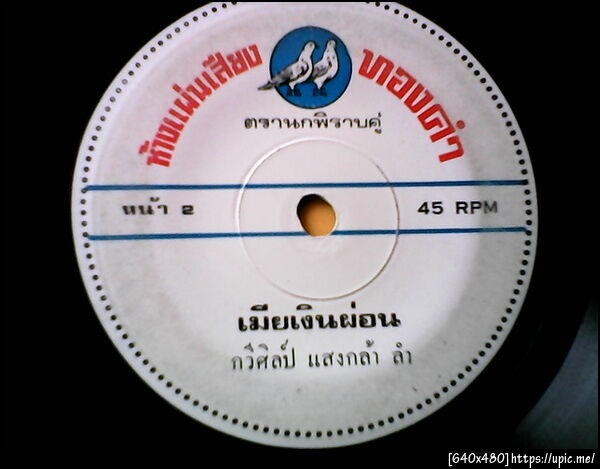 ห้างแผ่นเสียง ทองคำ
ตรานกพิราบคู่
หน้า 2
45 RPM
เมียเงินผ่อน
กวีศิลป์ แสงกล้า ลำ
[640x480]https://upic.me/